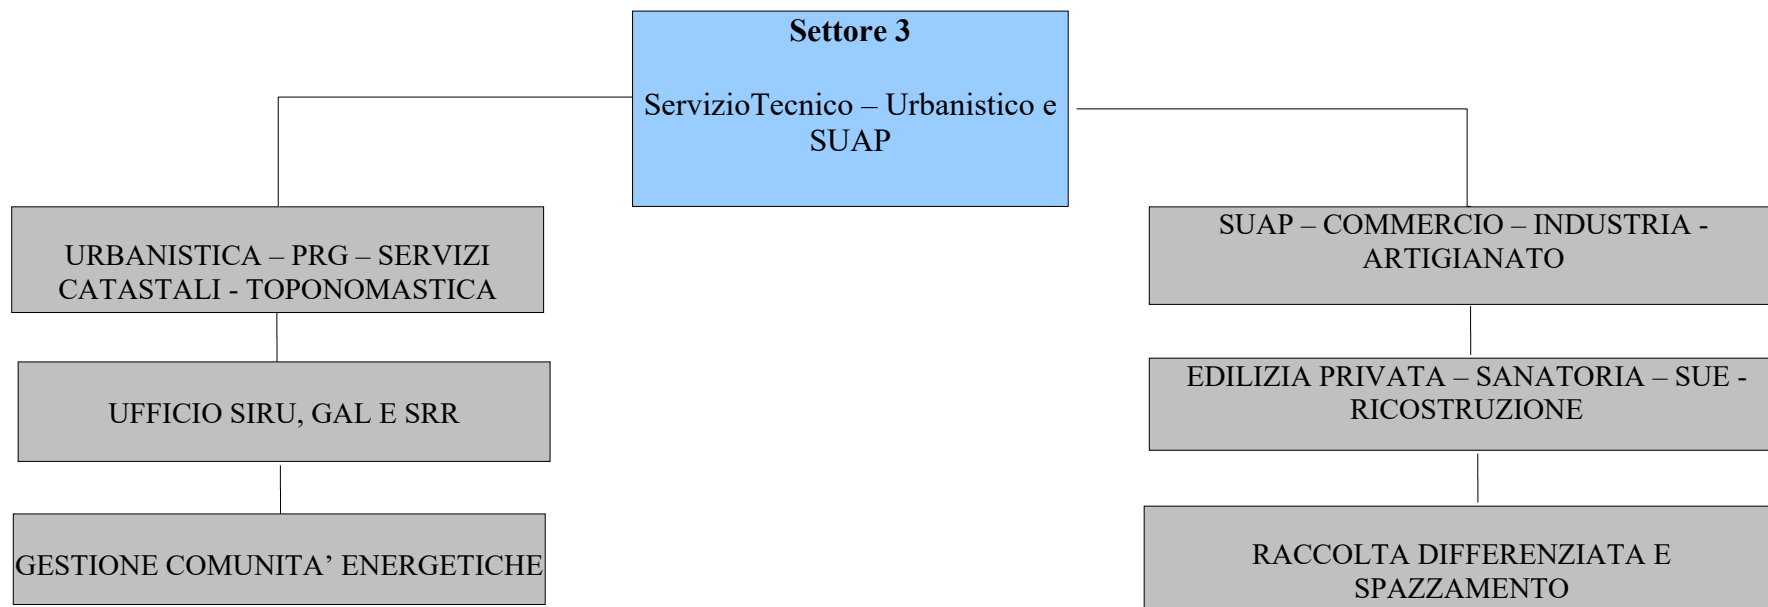 Settore 3
ServizioTecnico – Urbanistico e
SUAP
URBANISTICA – PRG – SERVIZI
CATASTALI - TOPONOMASTICA
UFFICIO SIRU, GAL E SRR
GESTIONE COMUNITA’ ENERGETICHE
SUAP – COMMERCIO – INDUSTRIA -
ARTIGIANATO
EDILIZIA PRIVATA – SANATORIA – SUE -
RICOSTRUZIONE
RACCOLTA DIFFERENZIATA E
SPAZZAMENTO